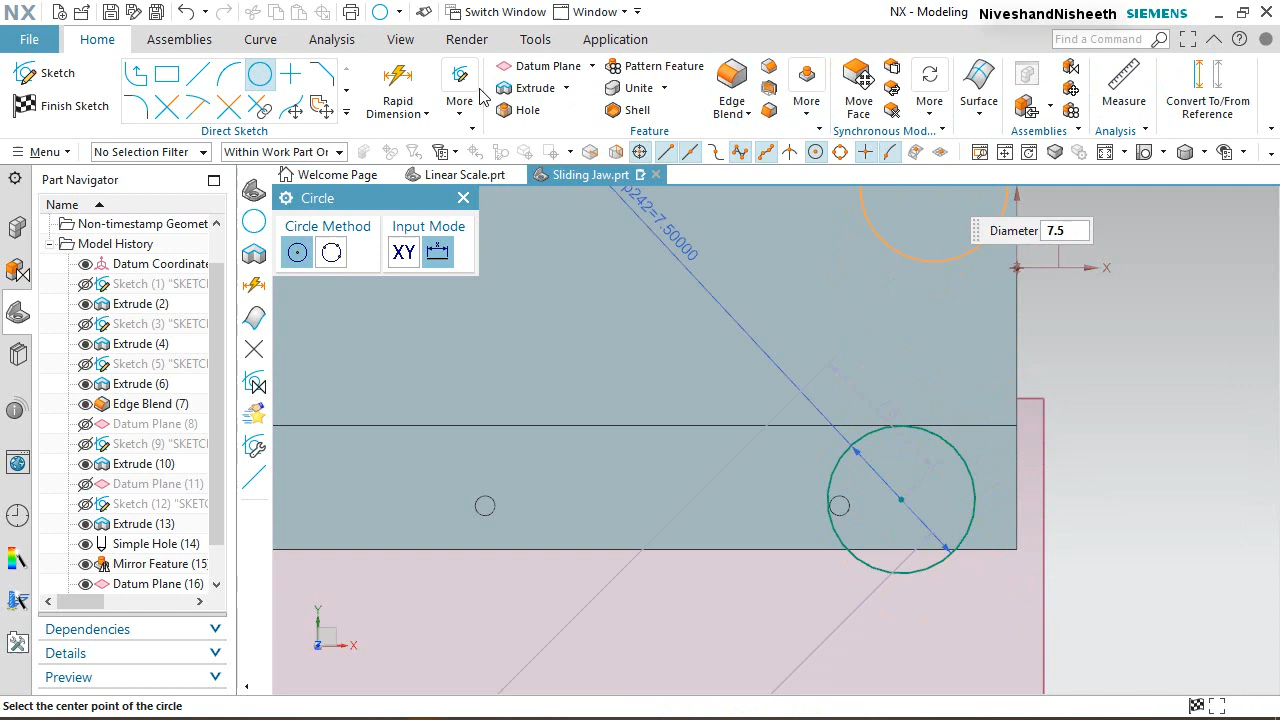 NX
Switch Window
Window
NX - Modeling
NiveshandNisheeth
SIEMENS
File
Home
Assemblies
Curve
Analysis
View
Render
Tools
Application
Find a Command
Sketch
Finish Sketch
Direct Sketch
Rapid
Dimension
More
Datum Plane
Extrude
Hole
Pattern Feature
Unite
Shell
Edge
Blend
More
Feature
Move
Face
More
Synchronous Mod...
Surface
Assemblies
Measure
Analysis
Convert To/From
Reference
Menu
No Selection Filter
Within Work Part Or
Part Navigator
Welcome Page
Linear Scale.prt
Sliding Jaw.prt
Name
Non-timestamp Geomet
Model History
Datum Coordinate
Sketch (1) "SKETCH
Extrude (2)
Sketch (3) "SKETCH
Extrude (4)
Sketch (5) "SKETCH
Extrude (6)
Edge Blend (7)
Datum Plane (8)
Sketch (9) "SKETCH
Extrude (10)
Datum Plane (11)
Sketch (12) "SKETC
Extrude (13)
Simple Hole (14)
Mirror Feature (15)
Datum Plane (16)
Dependencies
Details
Preview
Circle
Circle Method
Input Mode
XY
p242=7.50000
Diameter
7.5
X
Y
Z
X
Select the center point of the circle